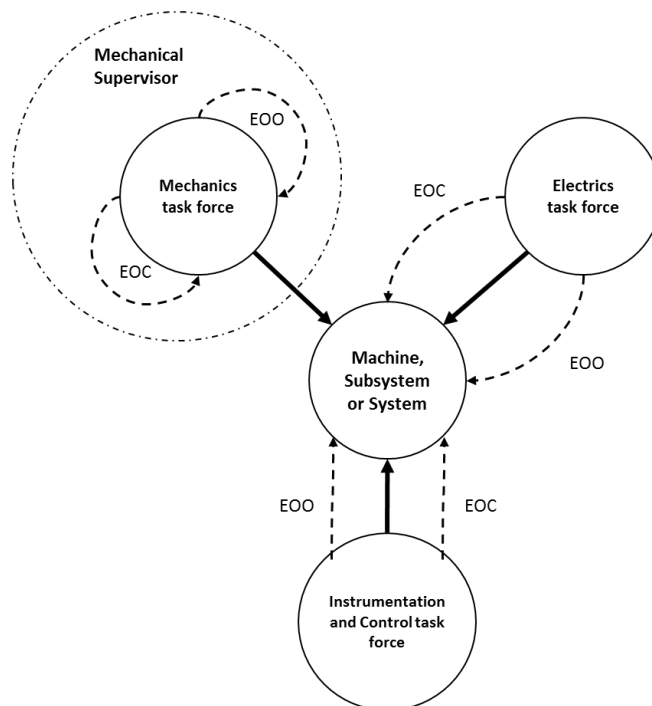 Mechanical
Supervisor
EOO
Mechanics
task force
EOC
EOC
Electrics
task force
EOO
Machine,
Subsystem
or System
EOO
EOC
Instrumentation
and Control task
force